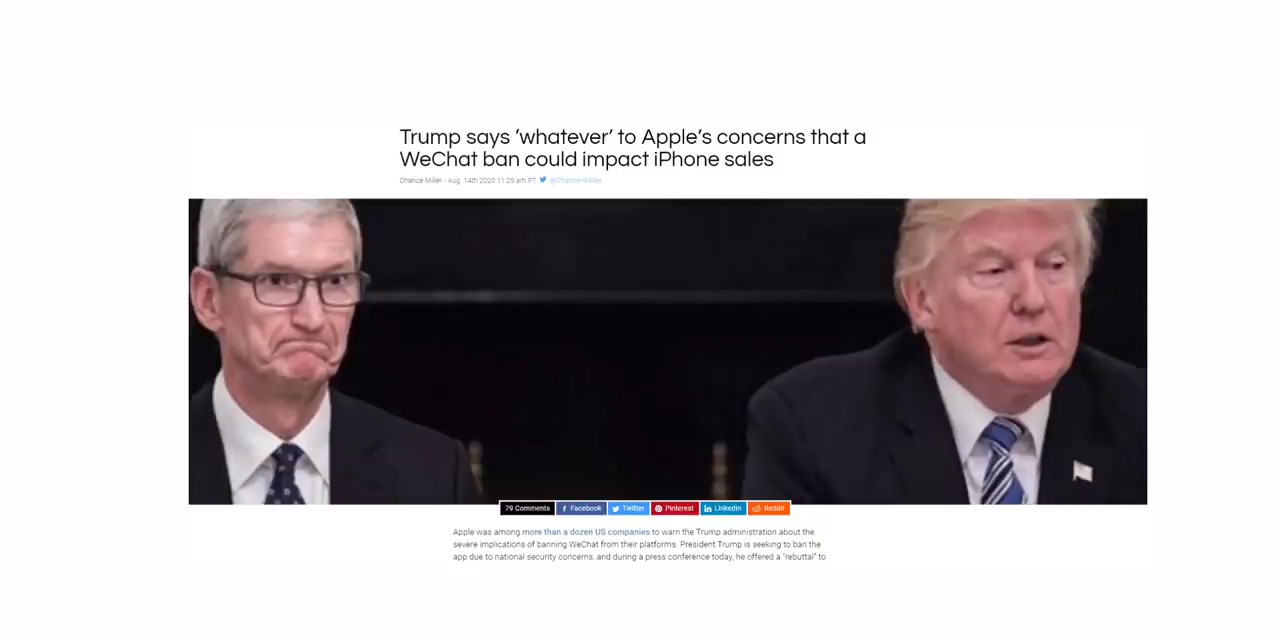 Trump says ‘whatever’ to Apple’s concerns that a
WeChat ban could impact iPhone sales
Chance Miller - Aug. 14th 2020 11:29 am PT @ChanceHMiller
79 Comments Facebook Twitter Pinterest LinkedIn Reddit
Apple was among more than a dozen US companies to warn the Trump administration about the
severe implications of banning WeChat from their platforms. President Trump is seeking to ban the
app due to national security concerns, and during a press conference today, he offered a “rebuttal” to